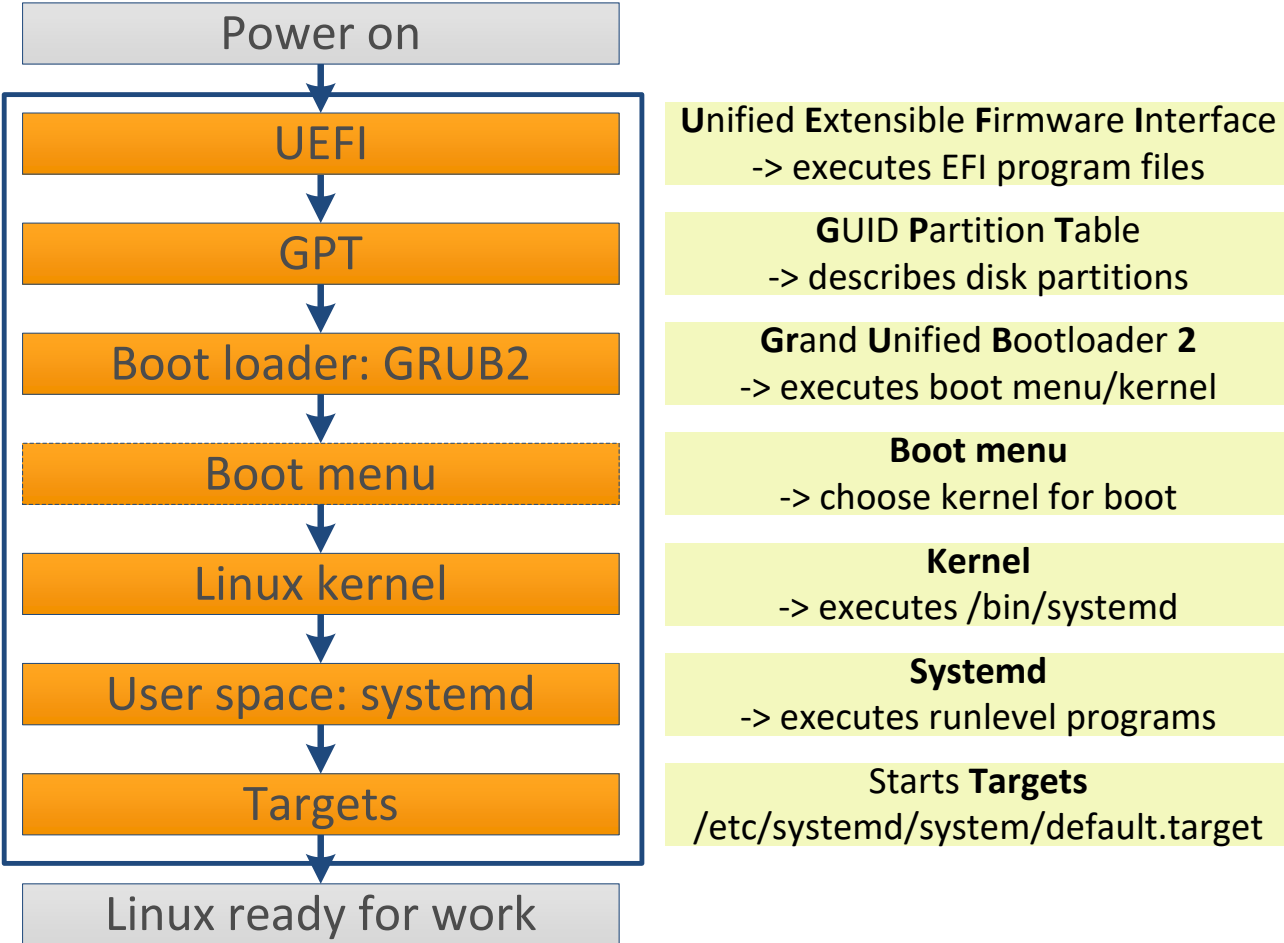 Power on
UEFI
Unified Extensible Firmware Interface
-> executes EFI program files
GPT
GUID Partition Table
-> describes disk partitions
Boot loader: GRUB2
Grand Unified Bootloader 2
-> executes boot menu/kernel
Boot menu
Boot menu
-> choose kernel for boot
Linux kernel
Kernel
-> executes /bin/systemd
User space: systemd
Systemd
-> executes runlevel programs
Targets
Starts Targets
/etc/systemd/system/default.target
Linux ready for work